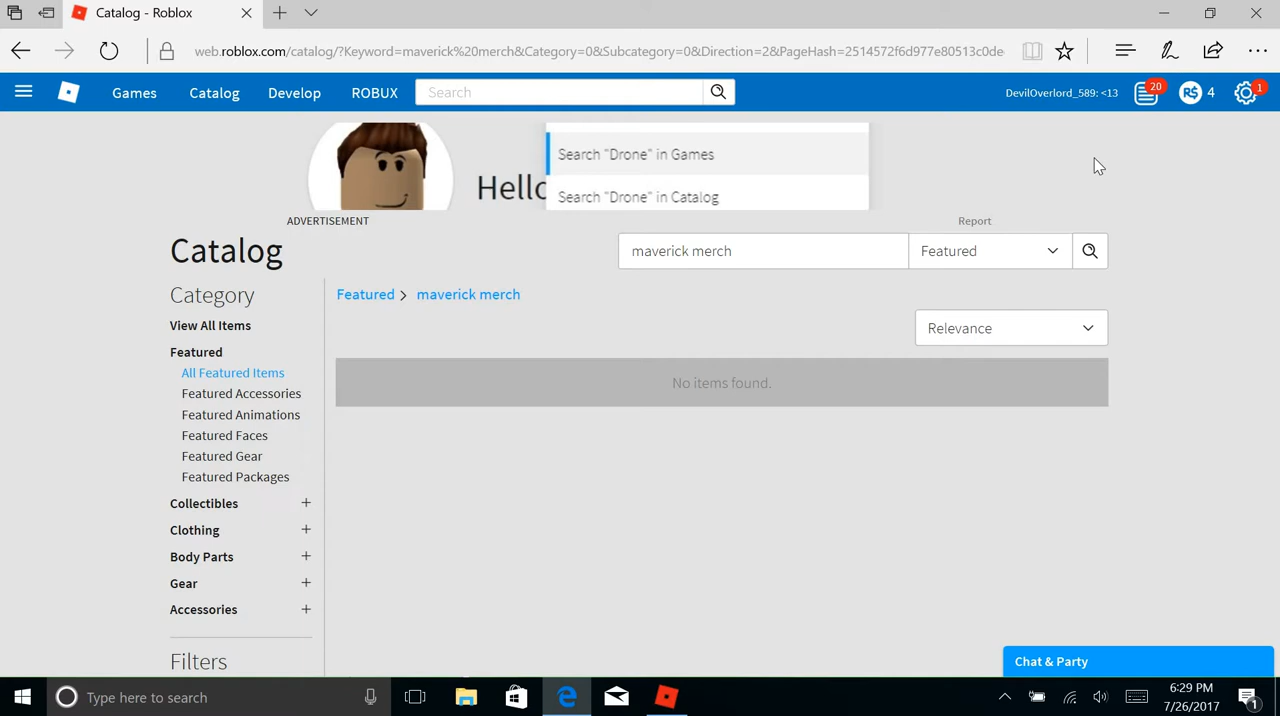 Catalog - Roblox
web.roblox.com/catalog/?Keyword=maverick%20merch&Category=0&Subcategory=0&Direction=2&PageHash=2514572f6d977e80513c0de
Games Catalog Develop ROBUX Search DevilOverlord_589: <13 20 R$ 4 1
Search "Drone" in Games
Hello
Search "Drone" in Catalog
ADVERTISEMENT Report
Catalog maverick merch Featured
Category Featured > maverick merch
View All Items Relevance
Featured
All Featured Items No items found.
Featured Accessories
Featured Animations
Featured Faces
Featured Gear
Featured Packages
Collectibles +
Clothing +
Body Parts +
Gear +
Accessories +
Filters Chat & Party
Type here to search 6:29 PM
7/26/2017 1